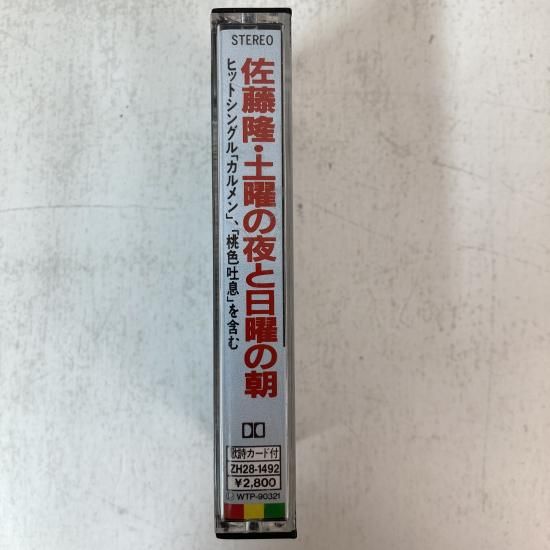 STEREO
佐藤隆・土曜の夜と日曜の朝
ヒットシングル「カルメン」、「桃色吐息」を含む
歌詩カード付
ZH28-1492
¥2,800
Ⓛ WTP-90321